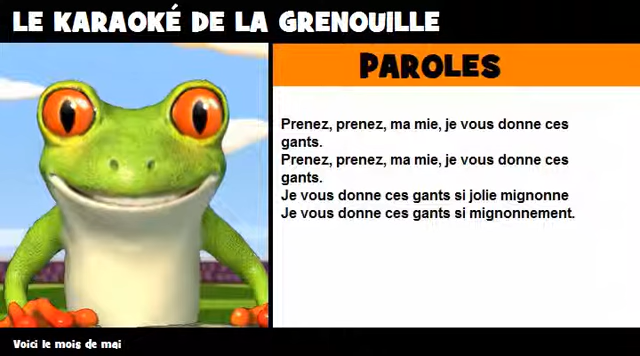 LE KARAOKÉ DE LA GRENOUILLE
PAROLES
Prenez, prenez, ma mie, je vous donne ces
gants.
Prenez, prenez, ma mie, je vous donne ces
gants.
Je vous donne ces gants si jolie mignonne
Je vous donne ces gants si mignonnement.
Voici le mois de mai